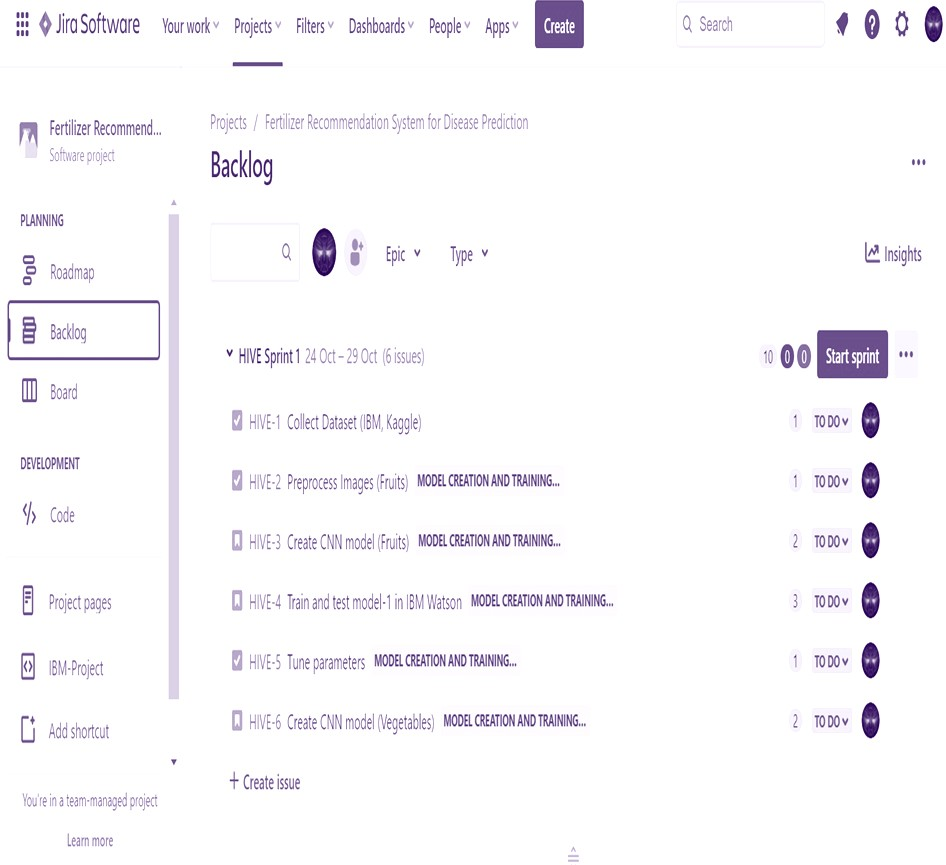 Jira Software Your work Projects Filters Dashboards People Apps Create Search
Fertilizer Recommend...
Software project
PLANNING
Roadmap
Backlog
Board
DEVELOPMENT
Code
Project pages
IBM-Project
Add shortcut
You're in a team-managed project
Learn more
Projects / Fertilizer Recommendation System for Disease Prediction
Backlog
Epic Type Insights
HIVE Sprint 1 24 Oct – 29 Oct (6 issues) 10 0 0 Start sprint
HIVE-1 Collect Dataset (IBM, Kaggle) 1 TO DO
HIVE-2 Preprocess Images (Fruits) MODEL CREATION AND TRAINING... 1 TO DO
HIVE-3 Create CNN model (Fruits) MODEL CREATION AND TRAINING... 2 TO DO
HIVE-4 Train and test model-1 in IBM Watson MODEL CREATION AND TRAINING... 3 TO DO
HIVE-5 Tune parameters MODEL CREATION AND TRAINING... 1 TO DO
HIVE-6 Create CNN model (Vegetables) MODEL CREATION AND TRAINING... 2 TO DO
+ Create issue